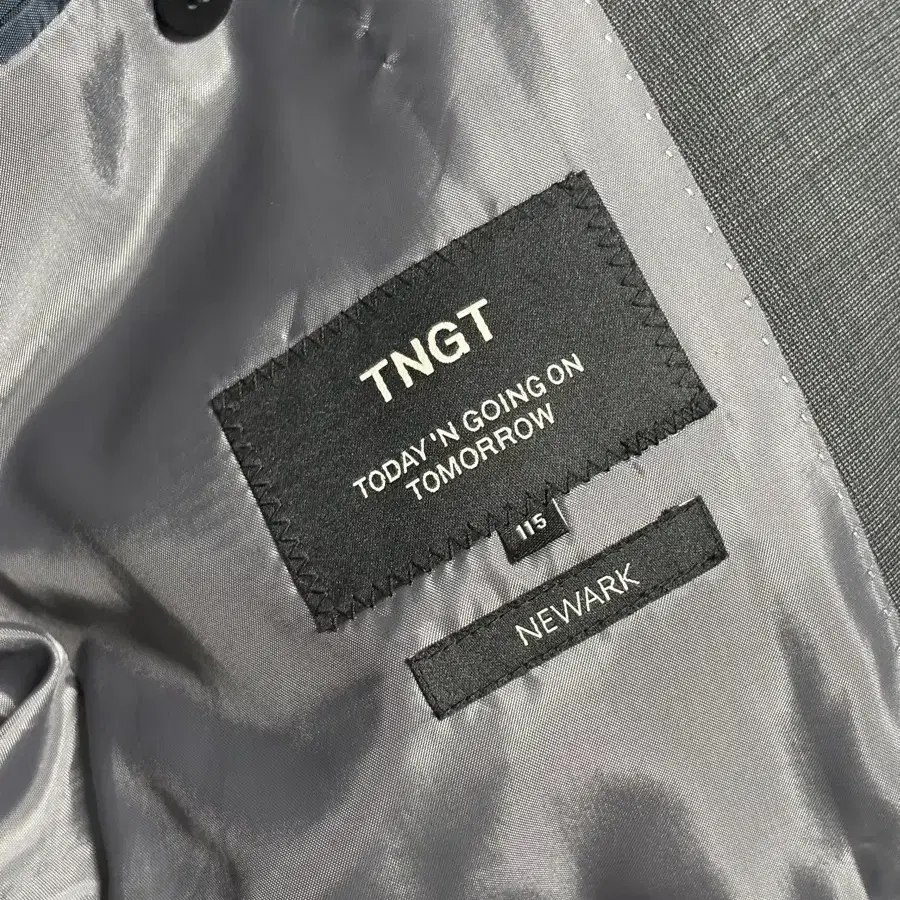 TNGT
TODAY 'N GOING ON
TOMORROW
115
NEWARK